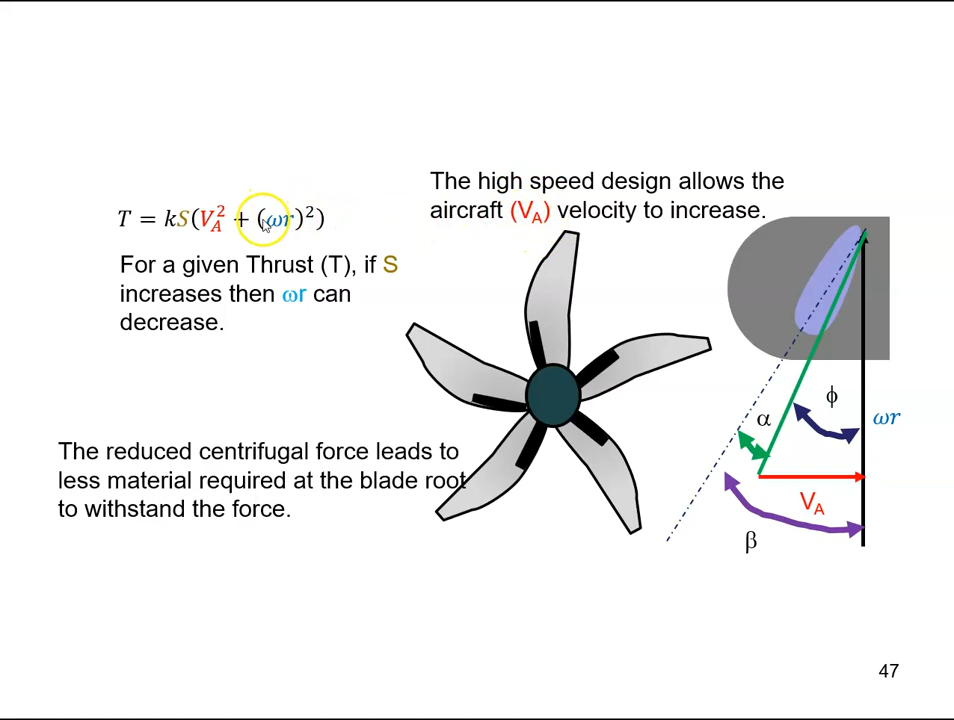 The high speed design allows the
aircraft (V_A) velocity to increase.
T = kS(V_A^2 + (ωr)^2)
For a given Thrust (T), if S
increases then ωr can
decrease.
The reduced centrifugal force leads to
less material required at the blade root
to withstand the force.
ϕ
α
ωr
V_A
β
47